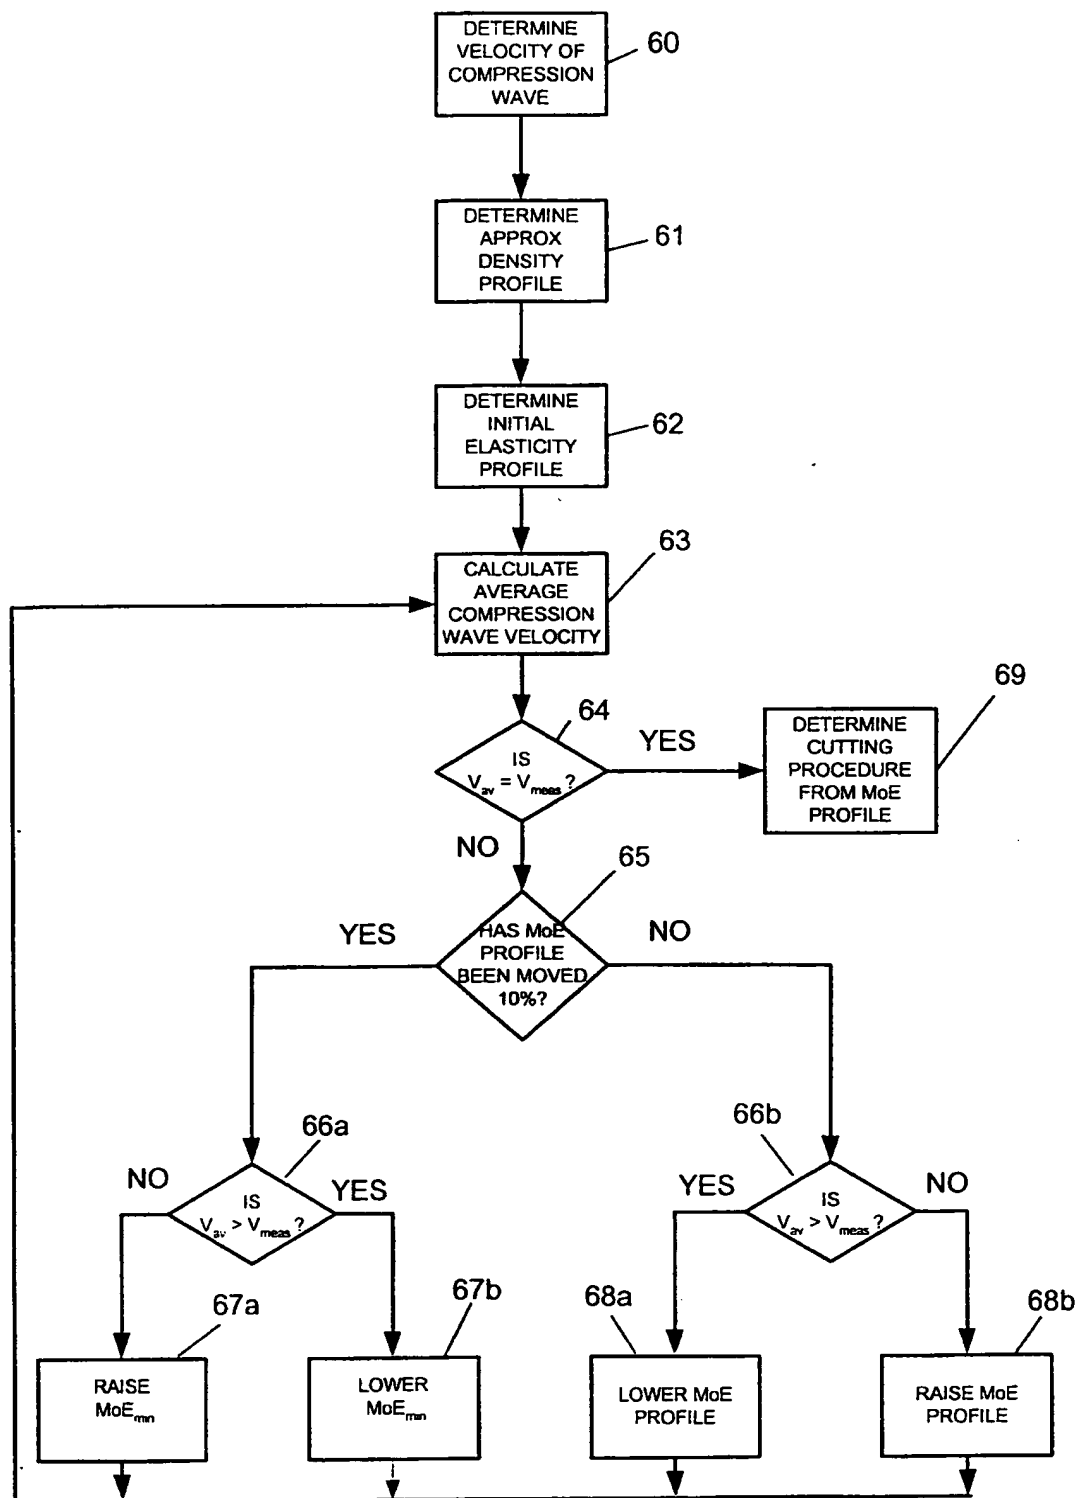 DETERMINE
VELOCITY OF
COMPRESSION
WAVE
60
DETERMINE
APPROX
DENSITY
PROFILE
61
DETERMINE
INITIAL
ELASTICITY
PROFILE
62
CALCULATE
AVERAGE
COMPRESSION
WAVE VELOCITY
63
IS
Vav = Vmeas ?
64
YES
DETERMINE
CUTTING
PROCEDURE
FROM MoE
PROFILE
69
NO
HAS MoE
PROFILE
BEEN MOVED
10%?
65
YES
NO
IS
Vav > Vmeas ?
66a
NO
YES
IS
Vav > Vmeas ?
66b
YES
NO
RAISE
MoEmin
67a
LOWER
MoEmin
67b
LOWER MoE
PROFILE
68a
RAISE MoE
PROFILE
68b